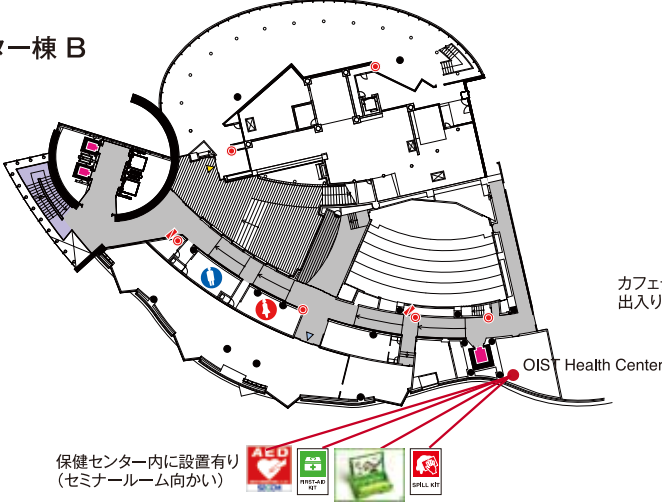 ター棟 B
カフェ
出入り
OIST Health Center
保健センター内に設置有り
（セミナールーム向かい）
AED
FIRST-AID
KIT
SPILL KIT